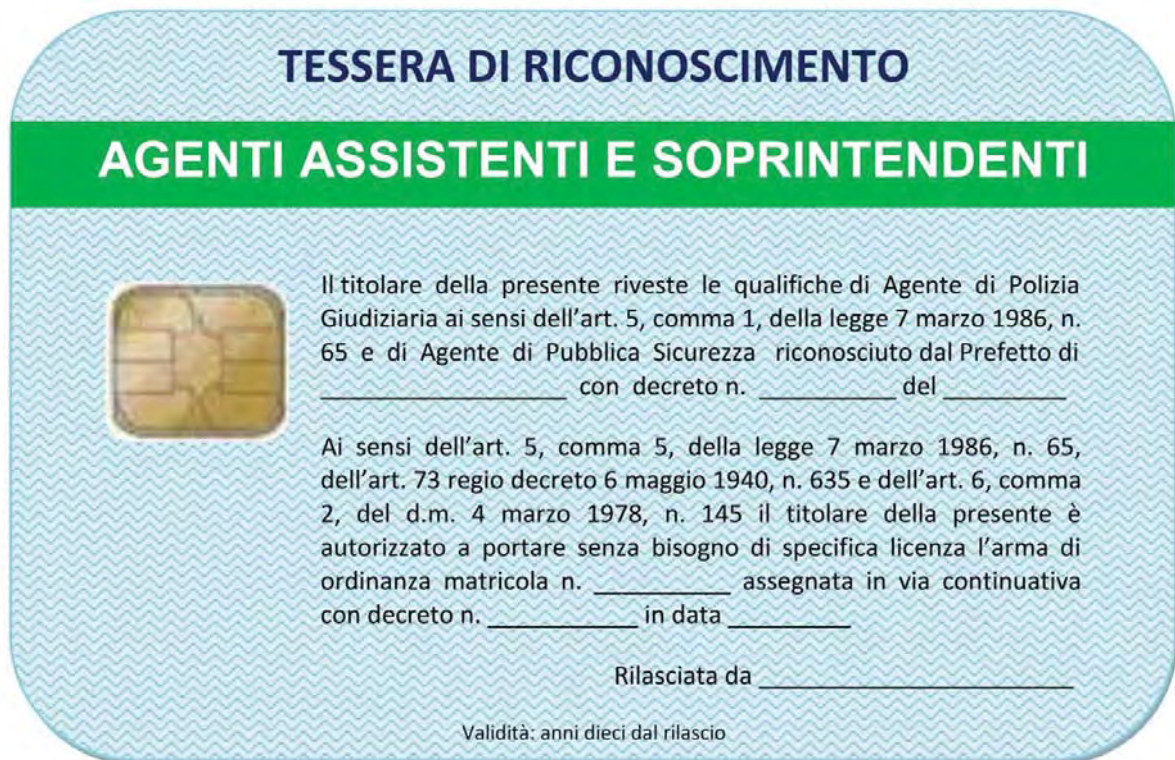 TESSERA DI RICONOSCIMENTO
AGENTI ASSISTENTI E SOPRINTENDENTI
Il titolare della presente riveste le qualifiche di Agente di Polizia
Giudiziaria ai sensi dell’art. 5, comma 1, della legge 7 marzo 1986, n.
65 e di Agente di Pubblica Sicurezza riconosciuto dal Prefetto di
__________________ con decreto n. __________ del _________
Ai sensi dell’art. 5, comma 5, della legge 7 marzo 1986, n. 65,
dell’art. 73 regio decreto 6 maggio 1940, n. 635 e dell’art. 6, comma
2, del d.m. 4 marzo 1978, n. 145 il titolare della presente è
autorizzato a portare senza bisogno di specifica licenza l’arma di
ordinanza matricola n. __________ assegnata in via continuativa
con decreto n. ___________ in data _________
Rilasciata da _______________________
Validità: anni dieci dal rilascio